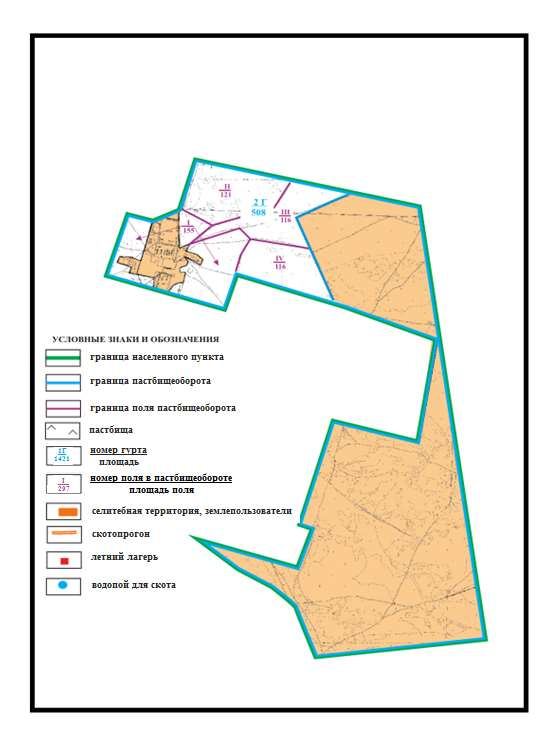 II
121
2 Г
508
III
116
I
155
IV
116
УСЛОВНЫЕ ЗНАКИ И ОБОЗНАЧЕНИЯ
граница населенного пункта
граница пастбищеоборота
граница поля пастбищеоборота
пастбища
1Г
1421
номер гурта
площадь
1
297
номер поля в пастбищеобороте
площадь поля
селитебная территория, землепользователи
скотопрогон
летний лагерь
водопой для скота